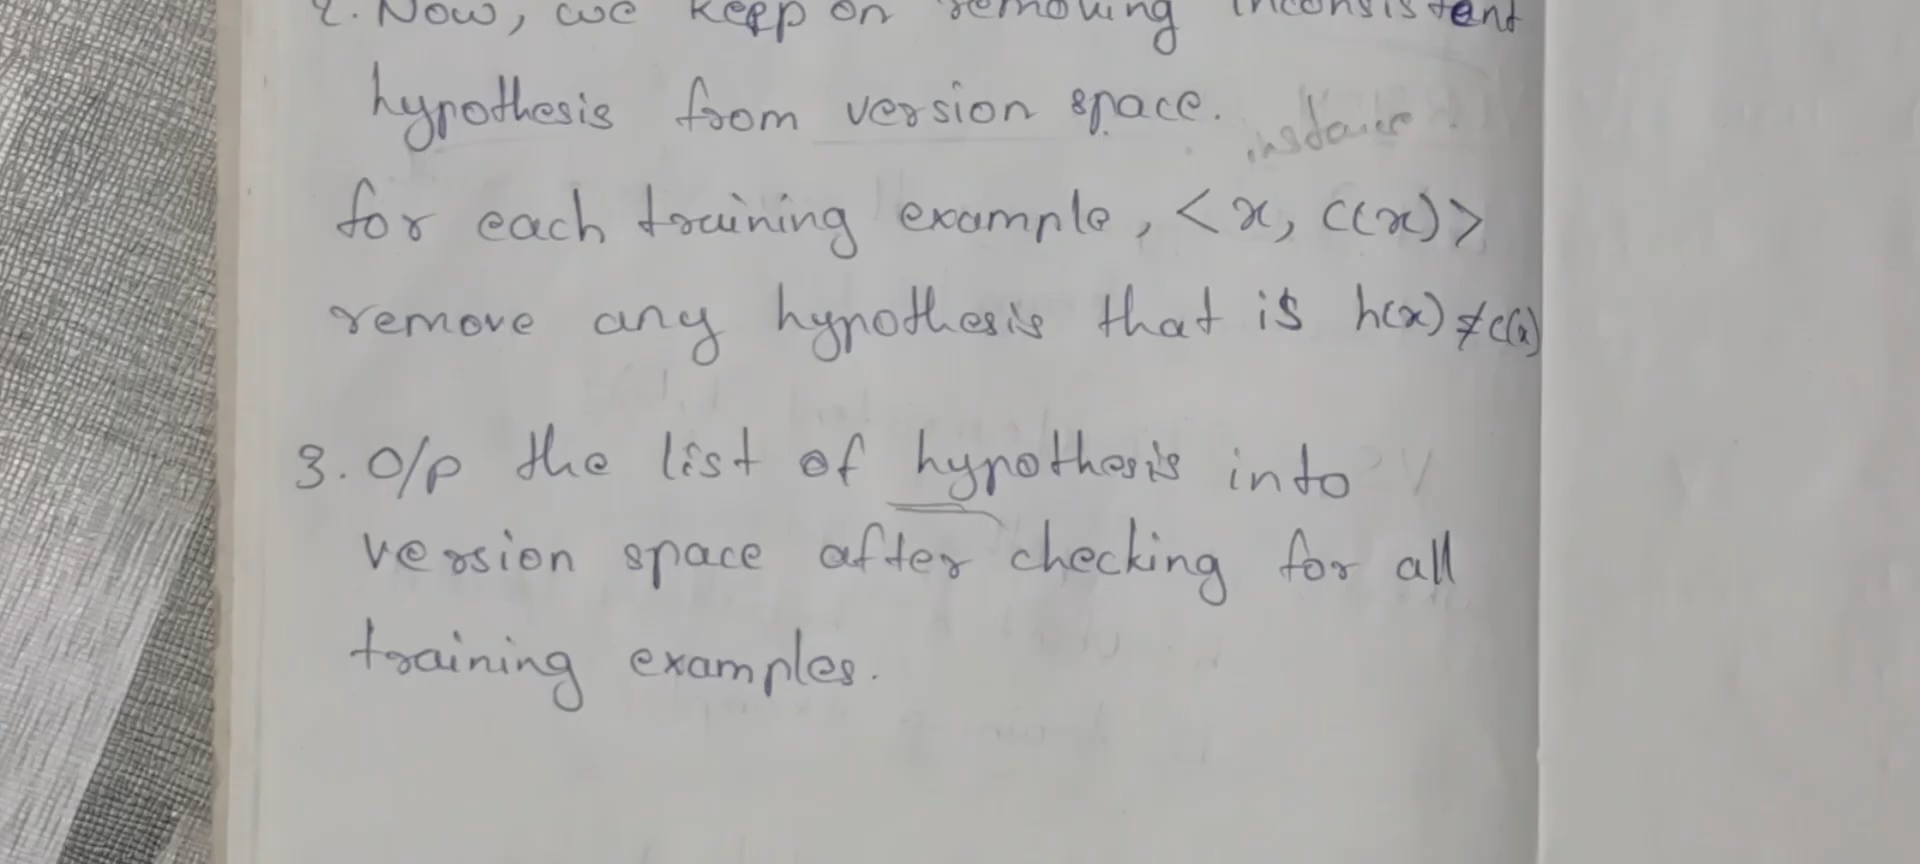 2. Now, we keep on removing inconsistent
hypothesis from version space.
instance
for each training example, <x, c(x)>
remove any hypothesis that is h(x) ≠ c(x)
3. O/p the list of hypothesis into
version space after checking for all
training examples.